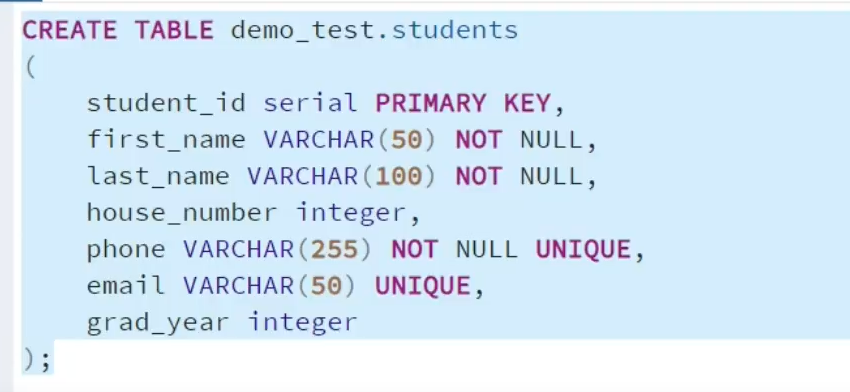 CREATE TABLE demo_test.students
(
student_id serial PRIMARY KEY,
first_name VARCHAR(50) NOT NULL,
last_name VARCHAR(100) NOT NULL,
house_number integer,
phone VARCHAR(255) NOT NULL UNIQUE,
email VARCHAR(50) UNIQUE,
grad_year integer
);